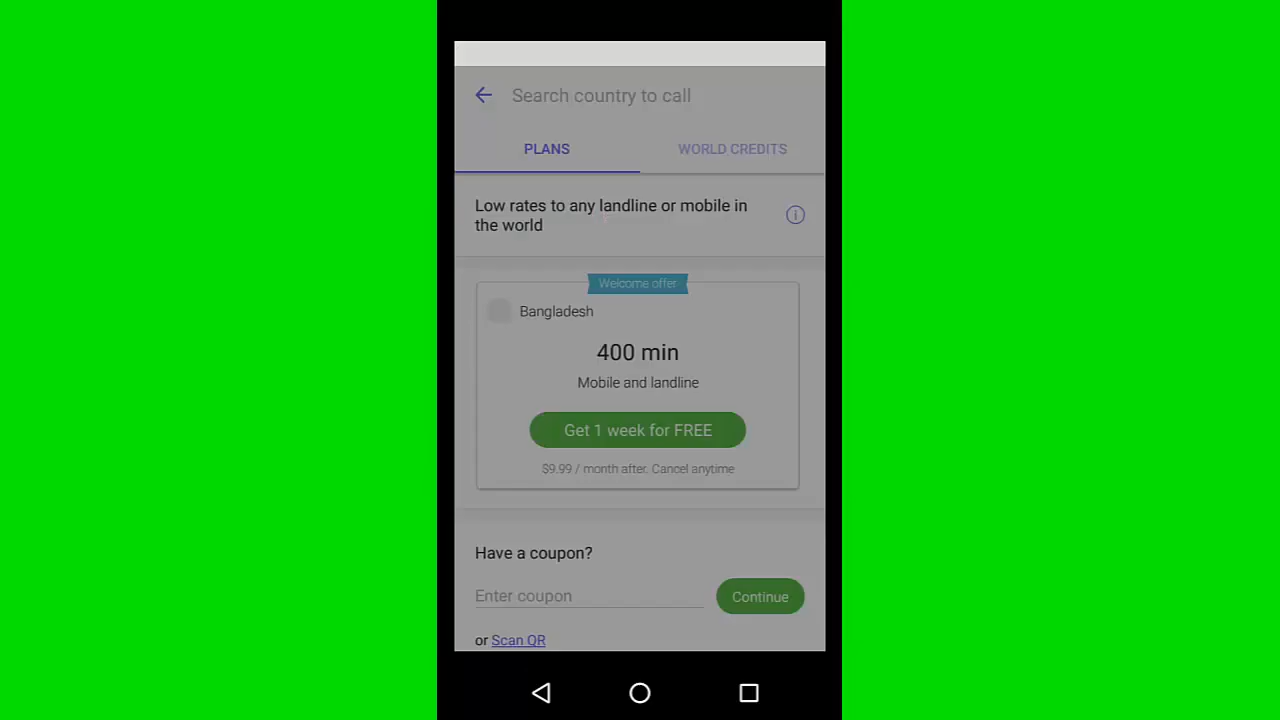 Search country to call
PLANS
WORLD CREDITS
Low rates to any landline or mobile in
the world
Welcome offer
Bangladesh
400 min
Mobile and landline
Get 1 week for FREE
$9.99 / month after. Cancel anytime
Have a coupon?
Enter coupon
Continue
or Scan QR